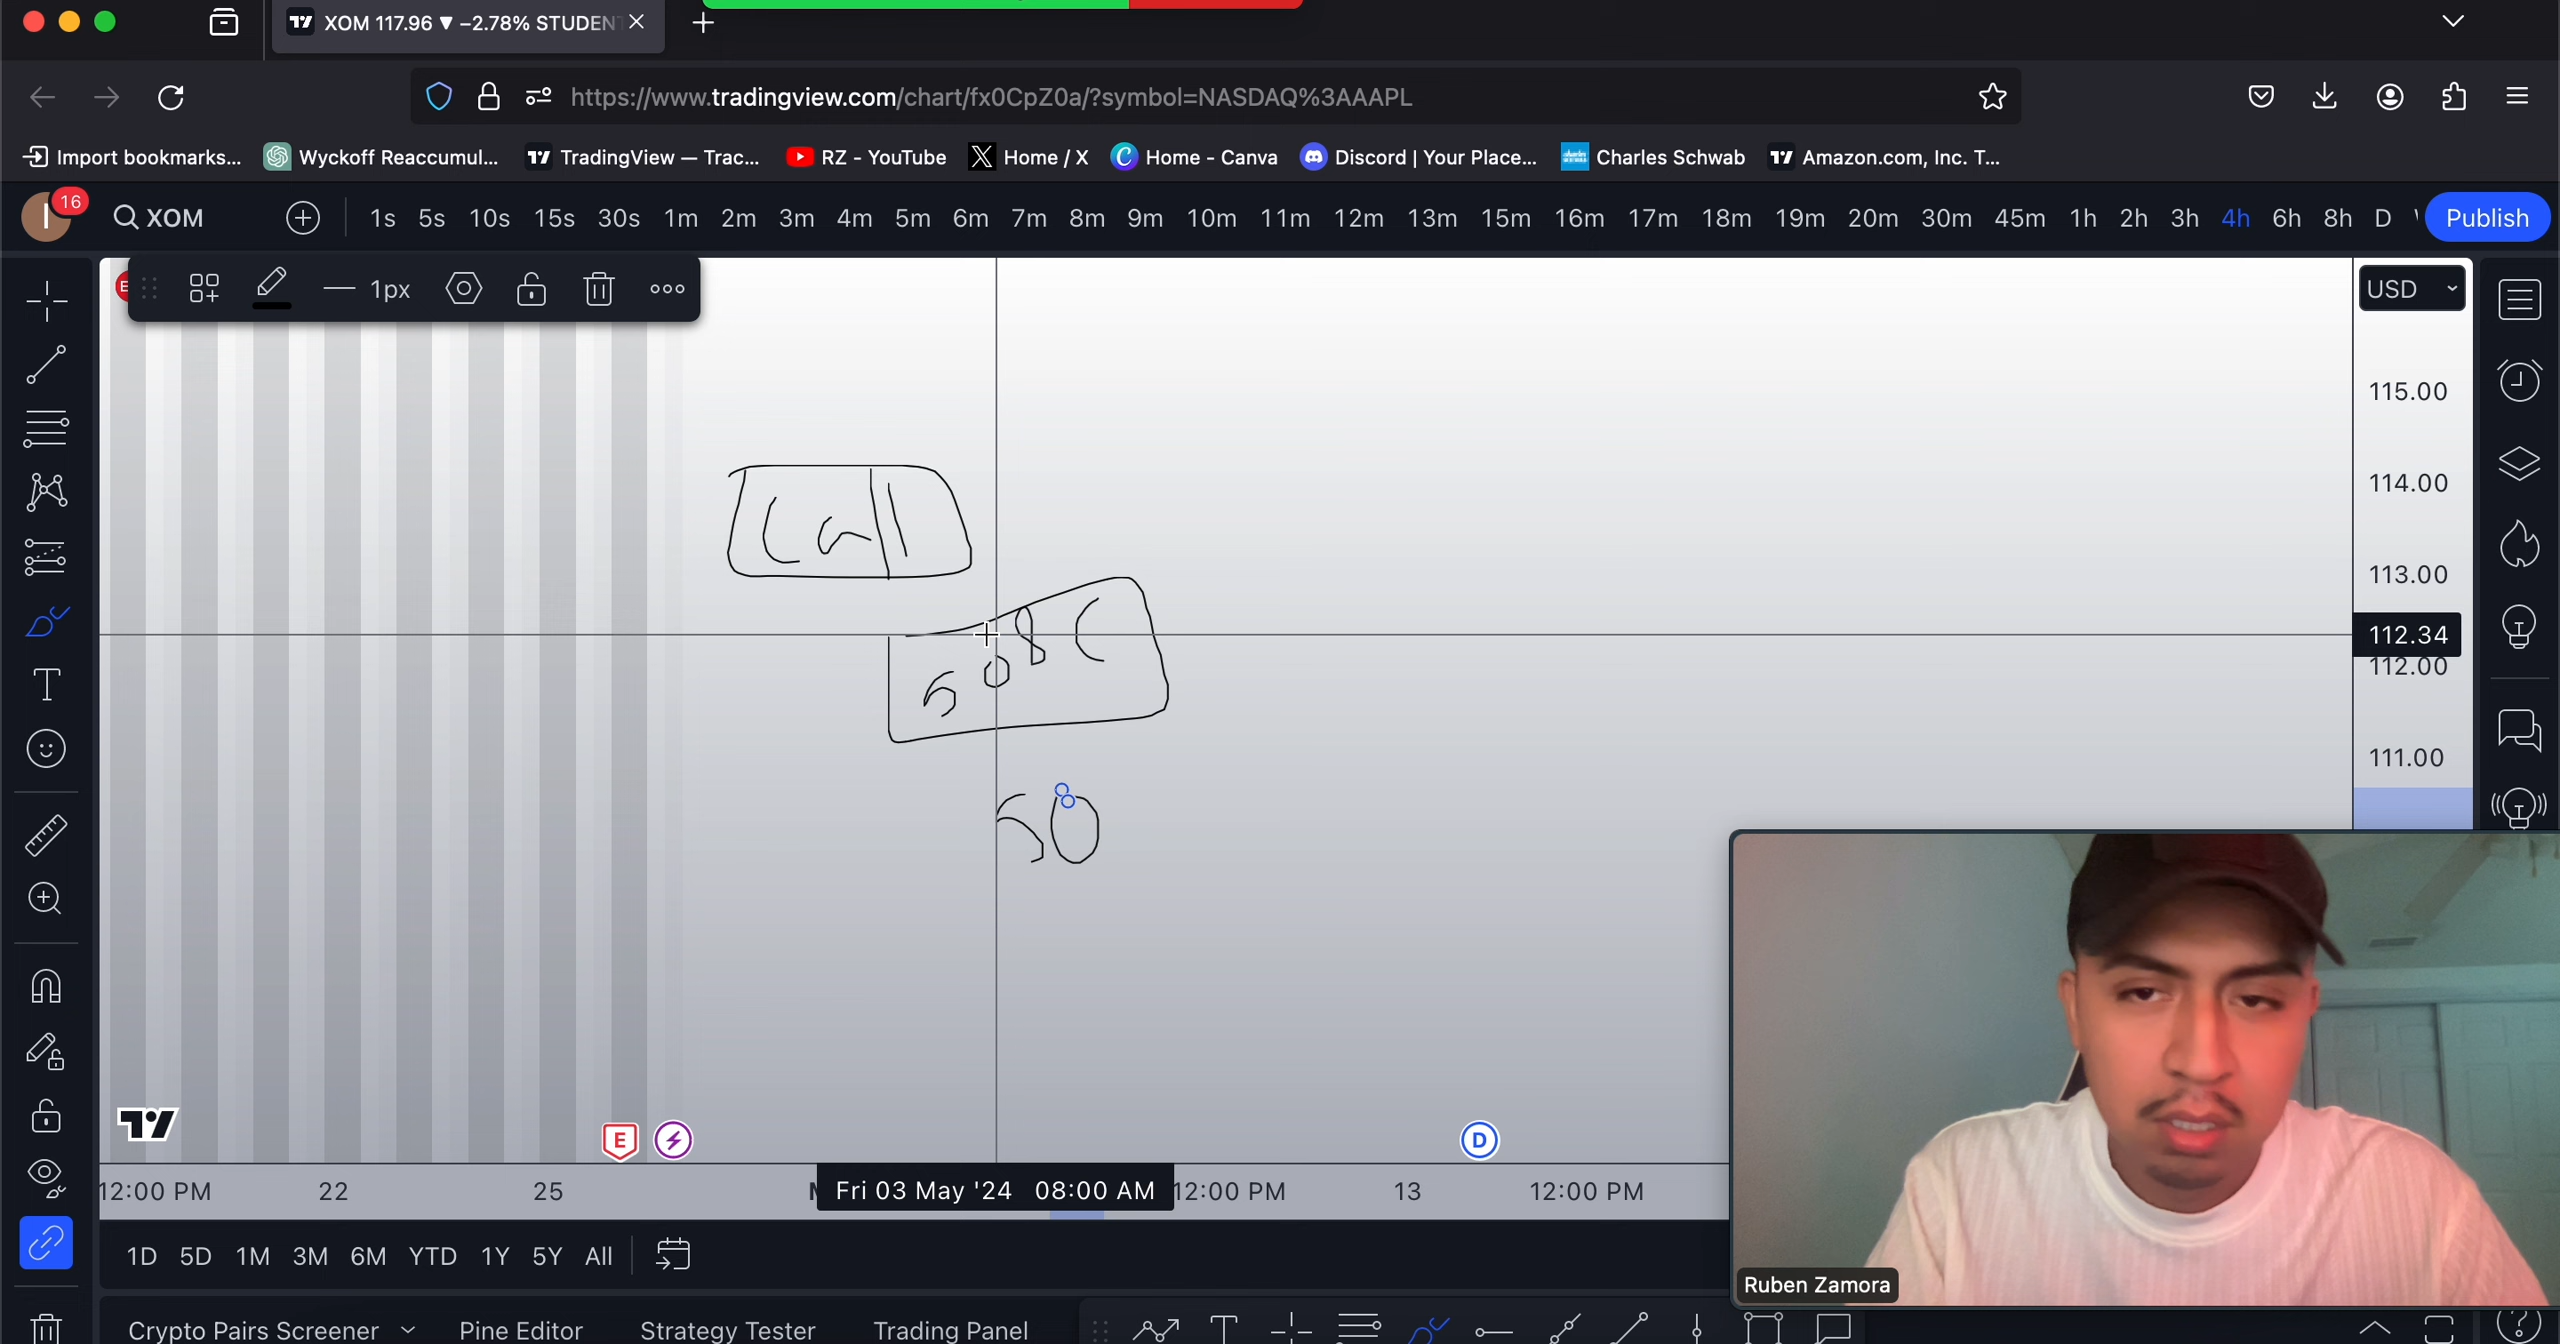 XOM 117.96 ▼ −2.78% STUDEN
https://www.tradingview.com/chart/fx0CpZ0a/?symbol=NASDAQ%3AAAPL
Import bookmarks... Wyckoff Reaccumul... TradingView — Trac... RZ - YouTube Home / X Home - Canva Discord | Your Place... Charles Schwab Amazon.com, Inc. T...
I 16 XOM 1s 5s 10s 15s 30s 1m 2m 3m 4m 5m 6m 7m 8m 9m 10m 11m 12m 13m 15m 16m 17m 18m 19m 20m 30m 45m 1h 2h 3h 4h 6h 8h D Publish
E 1px USD
115.00
114.00
Call
113.00
508C
112.34
112.00
111.00
50
E D
12:00 PM 22 25 Fri 03 May '24 08:00 AM 12:00 PM 13 12:00 PM
1D 5D 1M 3M 6M YTD 1Y 5Y All
Ruben Zamora
Crypto Pairs Screener Pine Editor Strategy Tester Trading Panel